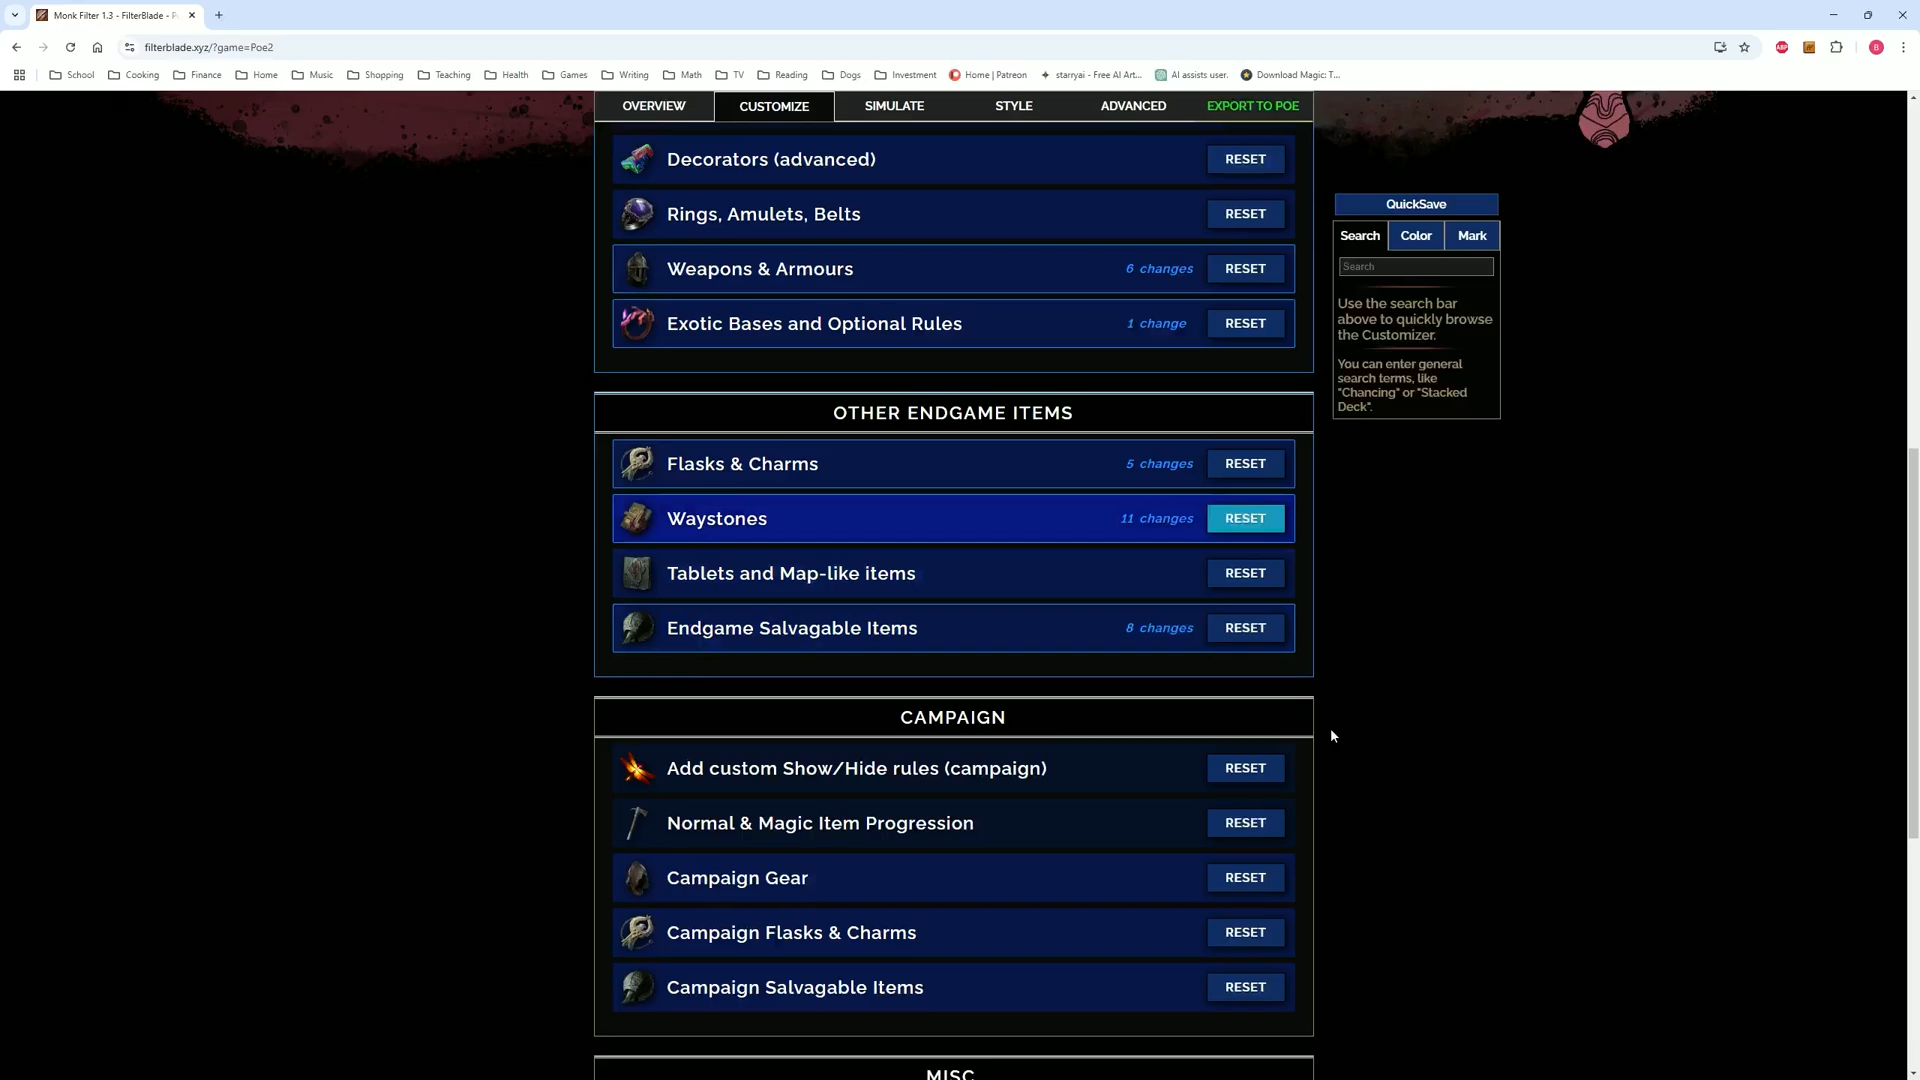 Monk Filter 1.3 - FilterBlade - P
filterblade.xyz/?game=Poe2
School
Cooking
Finance
Home
Music
Shopping
Teaching
Health
Games
Writing
Math
TV
Reading
Dogs
Investment
Home | Patreon
starryai - Free AI Art...
AI assists user.
Download Magic: T...
B
ABP
OVERVIEW
CUSTOMIZE
SIMULATE
STYLE
ADVANCED
EXPORT TO POE
Decorators (advanced)
RESET
Rings, Amulets, Belts
RESET
Weapons & Armours
6 changes
RESET
Exotic Bases and Optional Rules
1 change
RESET
OTHER ENDGAME ITEMS
Flasks & Charms
5 changes
RESET
Waystones
11 changes
RESET
Tablets and Map-like items
RESET
Endgame Salvagable Items
8 changes
RESET
CAMPAIGN
Add custom Show/Hide rules (campaign)
RESET
Normal & Magic Item Progression
RESET
Campaign Gear
RESET
Campaign Flasks & Charms
RESET
Campaign Salvagable Items
RESET
MISC
QuickSave
Search
Color
Mark
Search
Use the search bar
above to quickly browse
the Customizer.
You can enter general
search terms, like
"Chancing" or "Stacked
Deck".